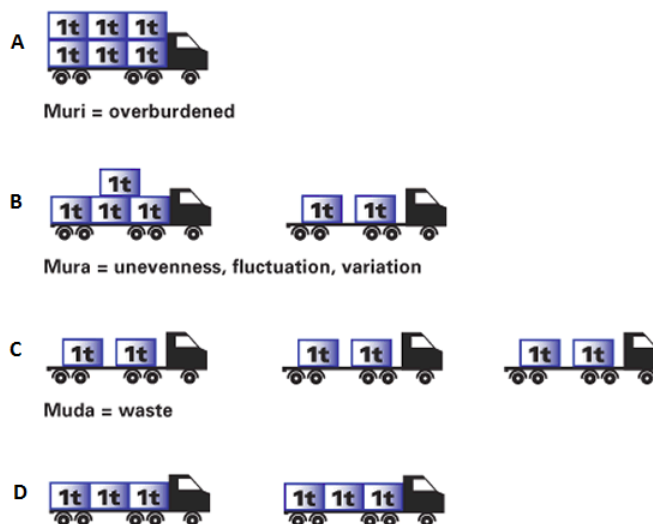 1t 1t 1t
A
1t 1t 1t
Muri = overburdened
1t
B
1t 1t 1t 1t 1t
Mura = unevenness, fluctuation, variation
C
1t 1t 1t 1t 1t 1t
Muda = waste
D
1t 1t 1t 1t 1t 1t